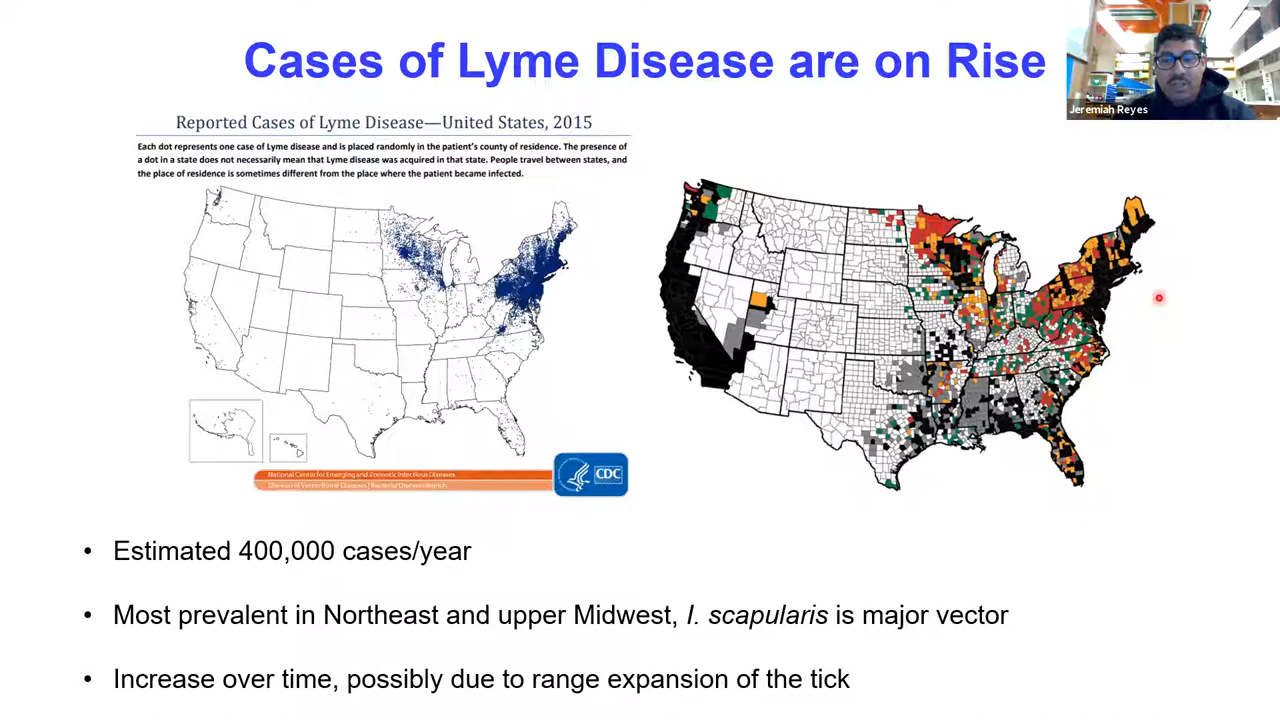 Cases of Lyme Disease are on Rise
Jeremiah Reyes
Reported Cases of Lyme Disease—United States, 2015
Each dot represents one case of Lyme disease and is placed randomly in the patient's county of residence. The presence of
a dot in a state does not necessarily mean that Lyme disease was acquired in that state. People travel between states, and
the place of residence is sometimes different from the place where the patient became infected.
National Center for Emerging and Zoonotic Infectious Diseases
Division of Vector Borne Diseases | Bacterial Diseases Branch
CDC
• Estimated 400,000 cases/year
• Most prevalent in Northeast and upper Midwest, I. scapularis is major vector
• Increase over time, possibly due to range expansion of the tick